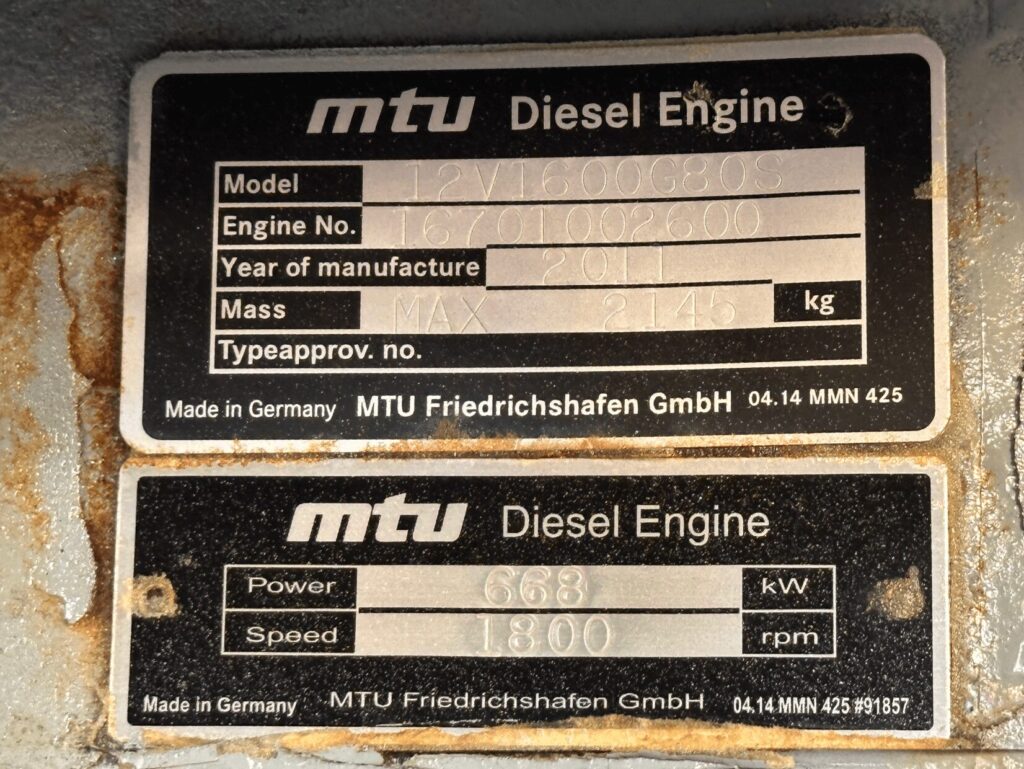 mtu Diesel Engine
Model 12V1600G80S
Engine No. 16701002600
Year of manufacture 2011
Mass MAX 2145 kg
Typeapprov. no.
Made in Germany MTU Friedrichshafen GmbH 04.14 MMN 425
mtu Diesel Engine
Power 668 kW
Speed 1800 rpm
Made in Germany MTU Friedrichshafen GmbH 04.14 MMN 425 #91857